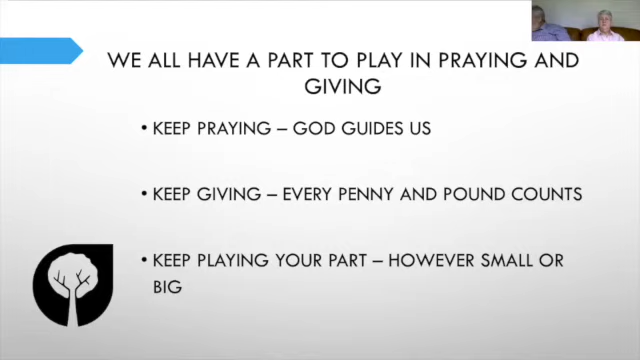 WE ALL HAVE A PART TO PLAY IN PRAYING AND
GIVING
• KEEP PRAYING – GOD GUIDES US
• KEEP GIVING – EVERY PENNY AND POUND COUNTS
• KEEP PLAYING YOUR PART – HOWEVER SMALL OR
BIG